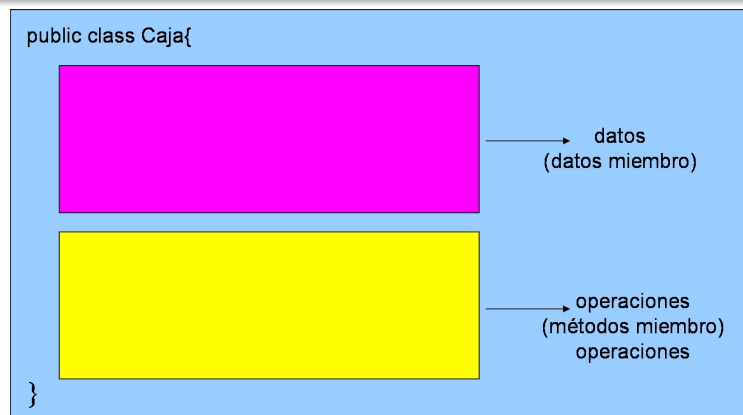 public class Caja{
datos
(datos miembro)
operaciones
(métodos miembro)
operaciones
}